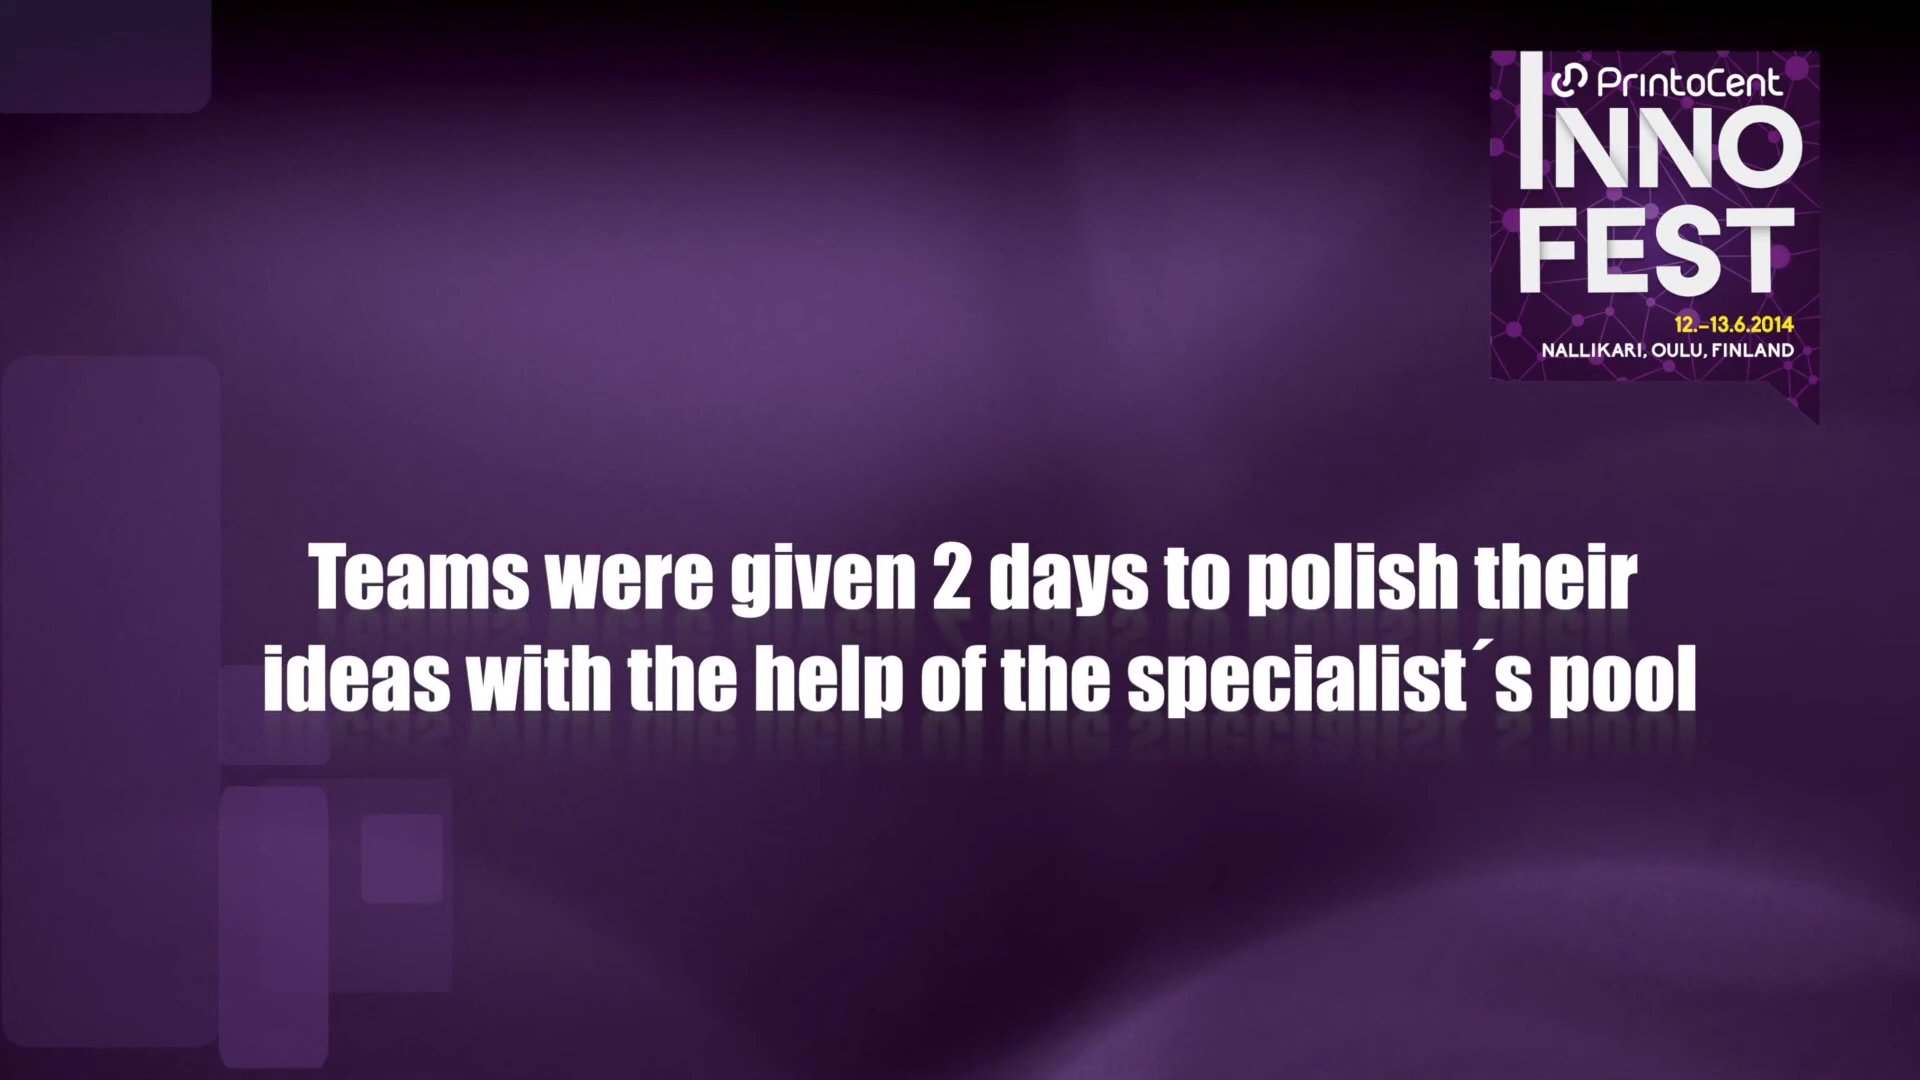 PrintoCent
INNO
FEST
12.–13.6.2014
NALLIKARI, OULU, FINLAND
Teams were given 2 days to polish their
ideas with the help of the specialist´s pool